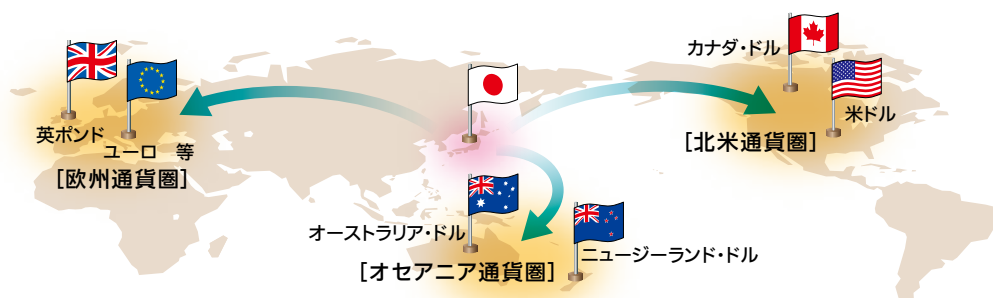 英ポンド
ユーロ 等
[欧州通貨圏]
カナダ・ドル
米ドル
[北米通貨圏]
オーストラリア・ドル
ニュージーランド・ドル
[オセアニア通貨圏]